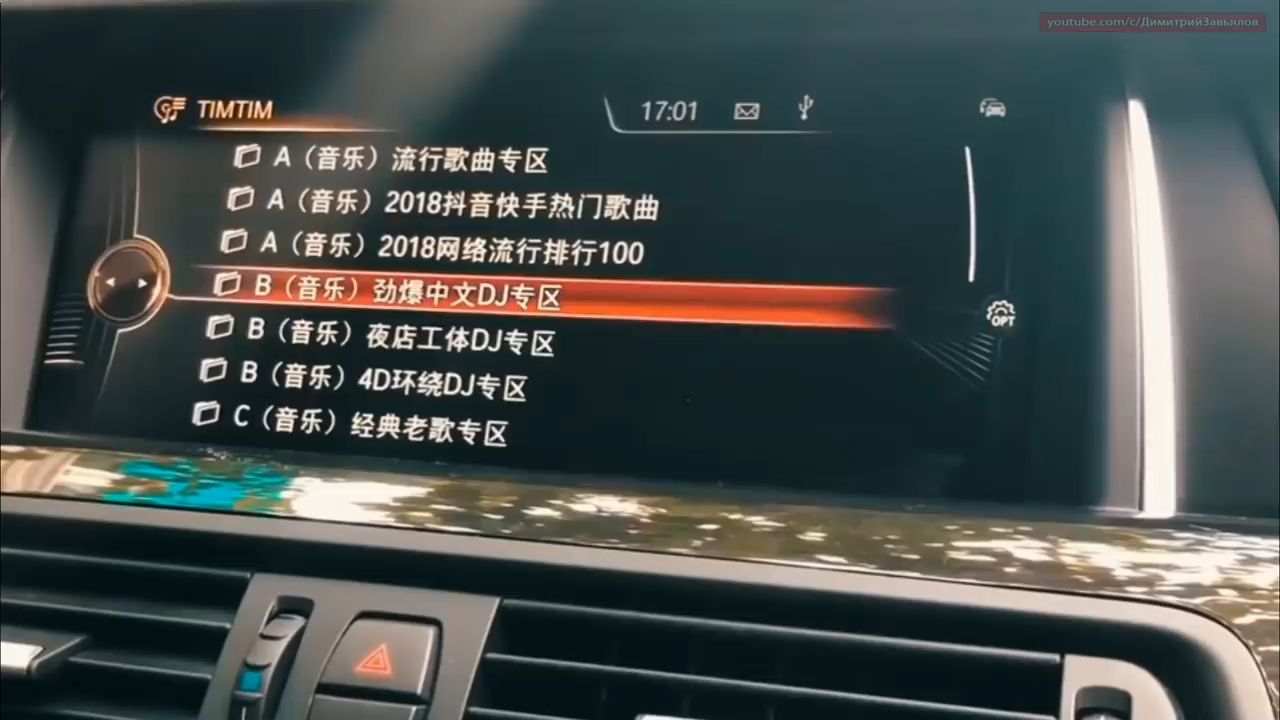 youtube.com/c/ДимитрийЗавьялов
TIMTIM
17:01
A（音乐）流行歌曲专区
A（音乐）2018抖音快手热门歌曲
A（音乐）2018网络流行排行100
B（音乐）劲爆中文DJ专区
OPT
B（音乐）夜店工体DJ专区
B（音乐）4D环绕DJ专区
C（音乐）经典老歌专区